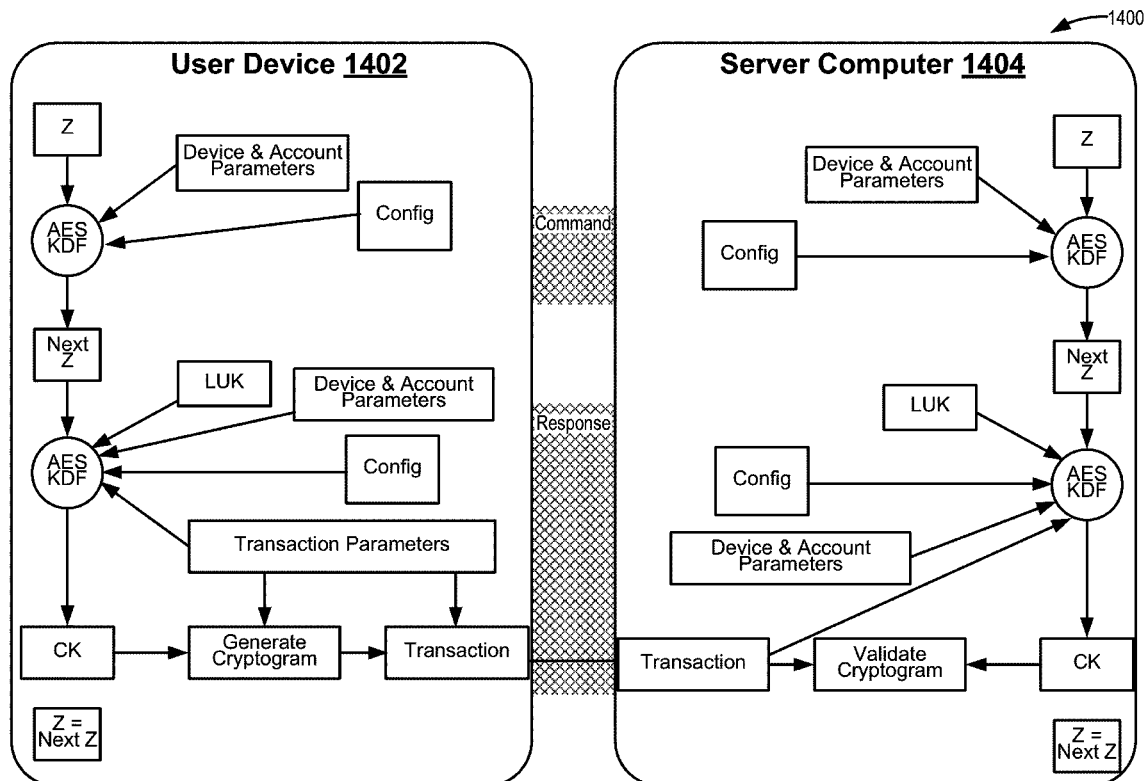 1400
User Device 1402
Z
Device & Account
Parameters
Config
AES
KDF
Next
Z
LUK
Device & Account
Parameters
AES
KDF
Config
Transaction Parameters
CK
Generate
Cryptogram
Transaction
Z =
Next Z
Command
Response
Server Computer 1404
Z
Device & Account
Parameters
AES
KDF
Config
Next
Z
LUK
AES
KDF
Config
Device & Account
Parameters
Transaction
Validate
Cryptogram
CK
Z =
Next Z